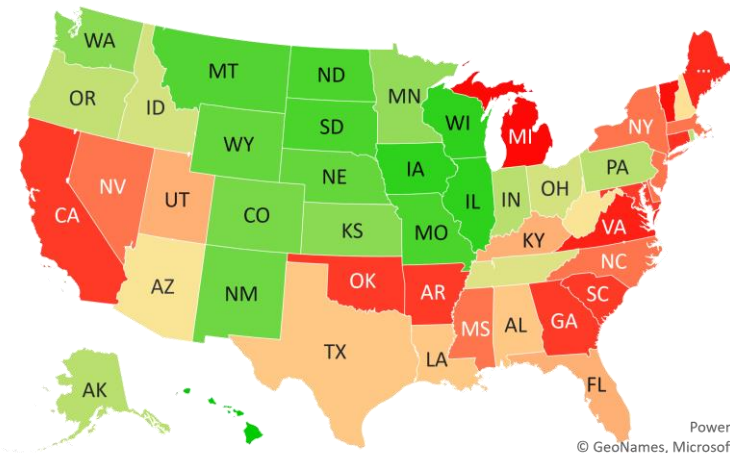 WA
MT
ND
MN
...
OR
ID
SD
WI
MI
NY
WY
IA
PA
NE
NV
UT
CO
IL
IN
OH
CA
KS
MO
KY
VA
AZ
NM
OK
AR
NC
SC
TX
LA
MS
AL
GA
FL
AK
Power
© GeoNames, Microsof